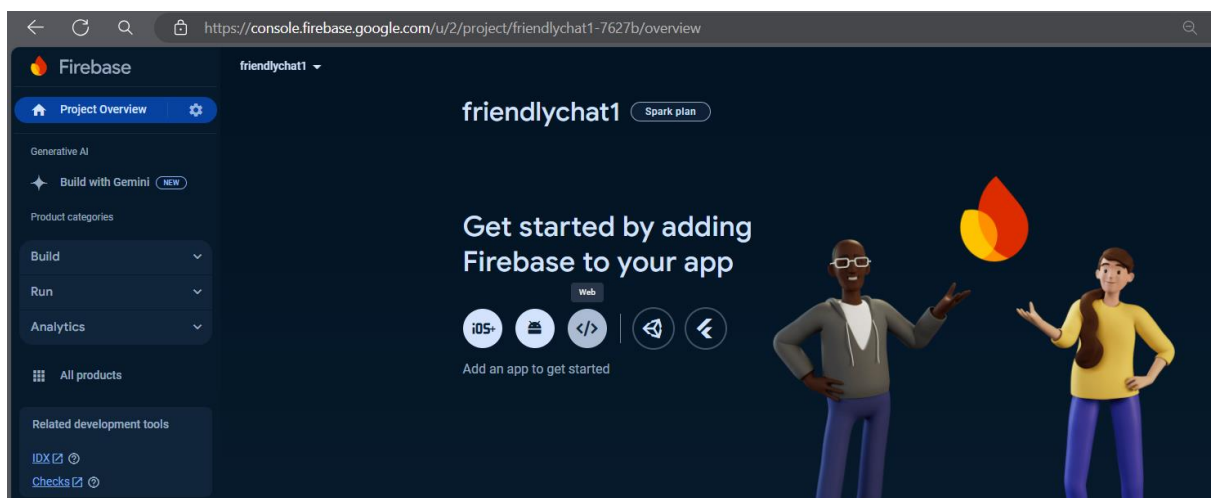 https://console.firebase.google.com/u/2/project/friendlychat1-7627b/overview
Firebase
friendlychat1
Project Overview
friendlychat1 Spark plan
Generative AI
Build with Gemini NEW
Product categories
Build
Run
Analytics
All products
Related development tools
IDX
Checks
Get started by adding
Firebase to your app
Web
iOS+ </>
Add an app to get started